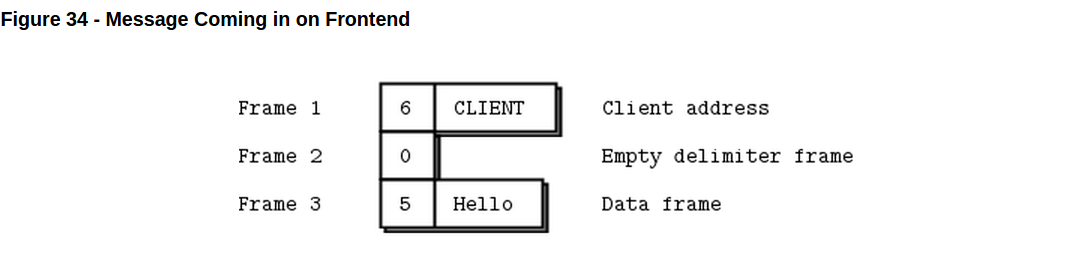 Figure 34 - Message Coming in on Frontend
Frame 1 6 CLIENT Client address
Frame 2 0 Empty delimiter frame
Frame 3 5 Hello Data frame